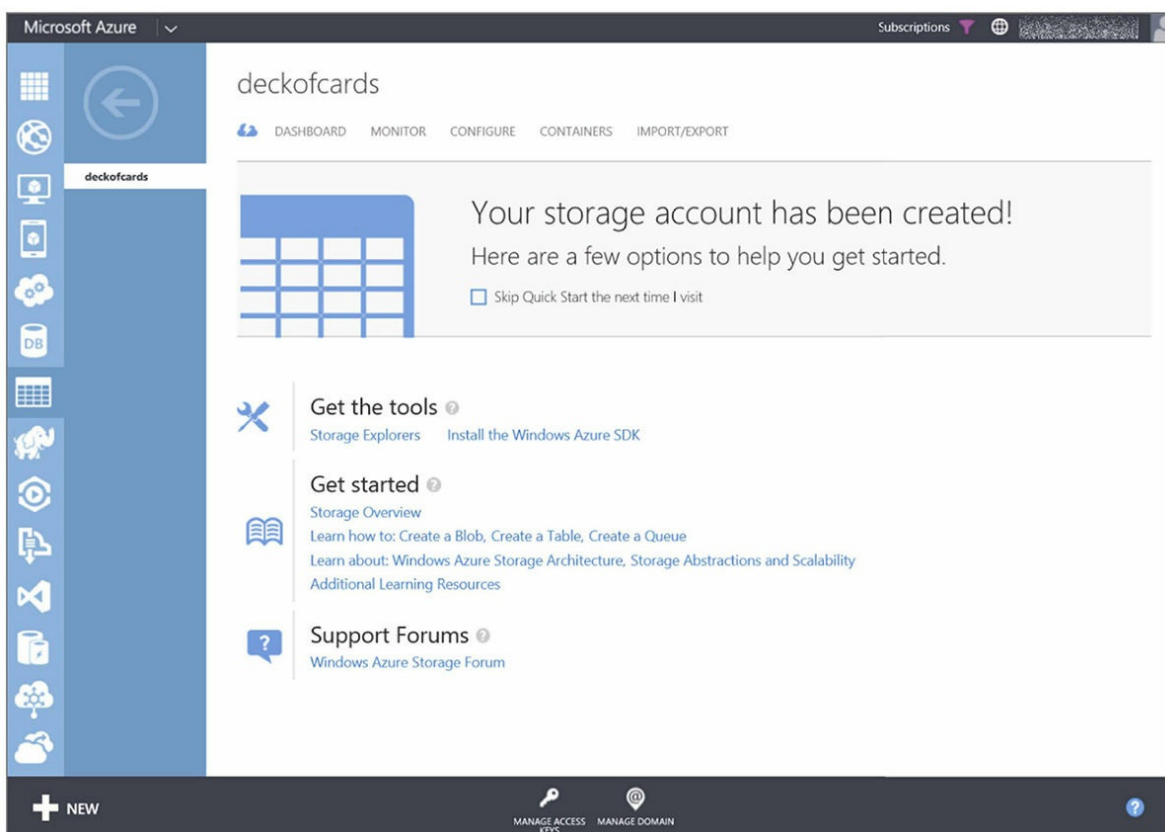 Microsoft Azure
Subscriptions
deckofcards
DASHBOARD MONITOR CONFIGURE CONTAINERS IMPORT/EXPORT
deckofcards
Your storage account has been created!
Here are a few options to help you get started.
Skip Quick Start the next time I visit
DB
Get the tools ?
Storage Explorers Install the Windows Azure SDK
Get started ?
Storage Overview
Learn how to: Create a Blob, Create a Table, Create a Queue
Learn about: Windows Azure Storage Architecture, Storage Abstractions and Scalability
Additional Learning Resources
? Support Forums ?
Windows Azure Storage Forum
NEW
MANAGE ACCESS KEYS
@ MANAGE DOMAIN
?